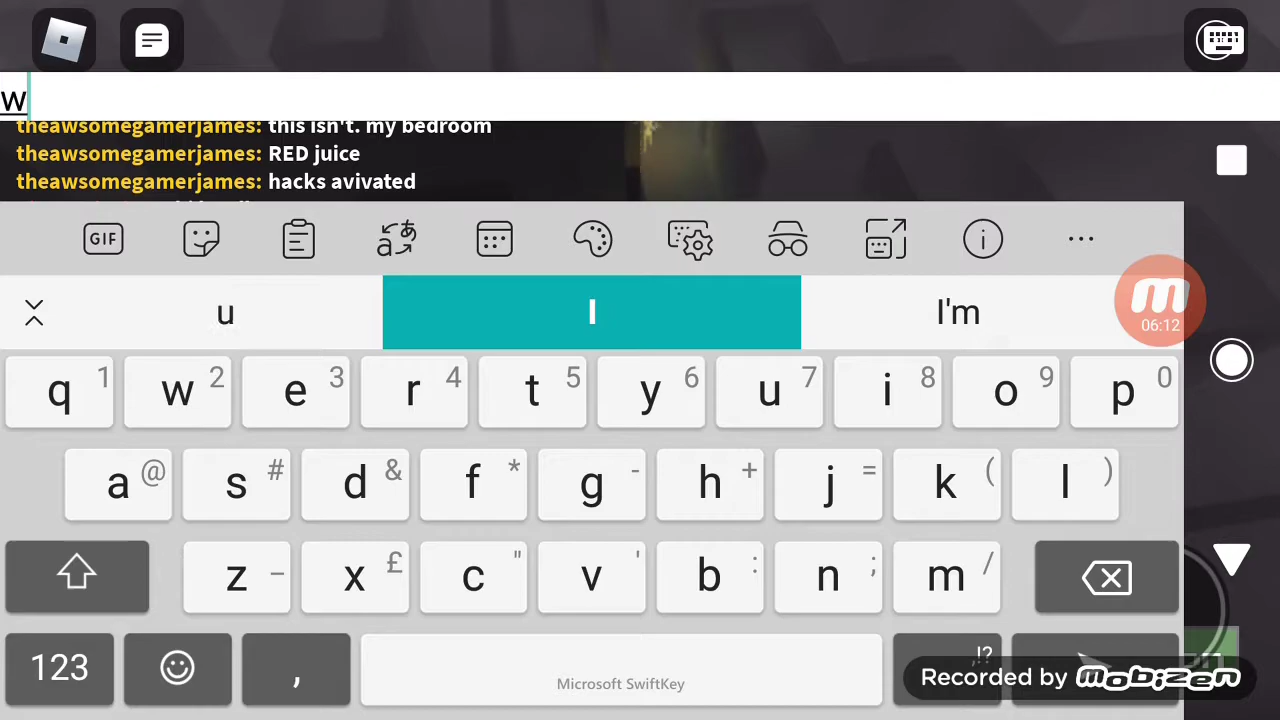 w
theawsomegamerjames: this isn't. my bedroom
theawsomegamerjames: RED juice
theawsomegamerjames: hacks avivated
GIF
u I I'm
06:12
q 1 w 2 e 3 r 4 t 5 y 6 u 7 i 8 o 9 p 0
a @ s # d & f * g - h + j = k ( l )
z _ x £ c " v ' b : n ; m /
123 , Microsoft SwiftKey ,!?
Recorded by mobizen